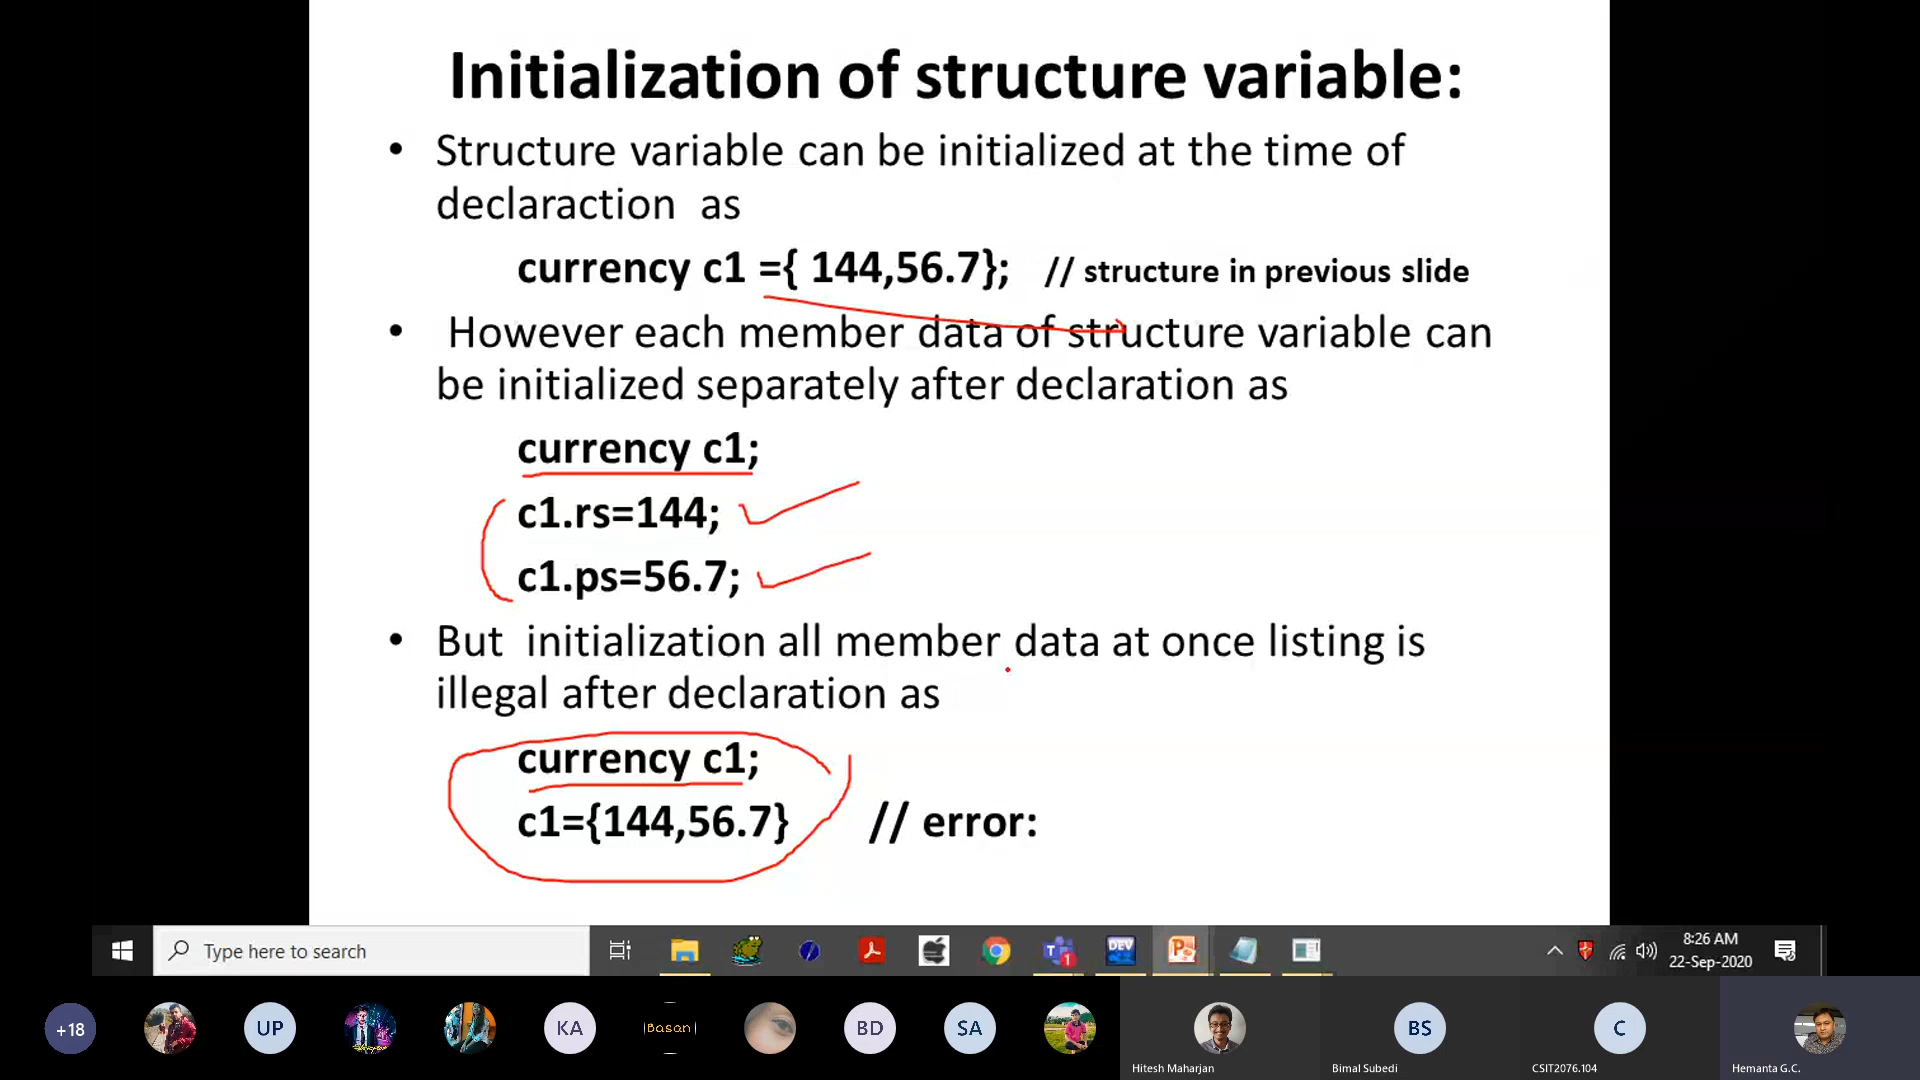 Initialization of structure variable:
• Structure variable can be initialized at the time of
declaraction as
currency c1 ={ 144,56.7}; // structure in previous slide
• However each member data of structure variable can
be initialized separately after declaration as
currency c1;
c1.rs=144;
c1.ps=56.7;
• But initialization all member data at once listing is
illegal after declaration as
currency c1;
c1={144,56.7} // error:
Type here to search
DEV
T
1
P
8:26 AM
22-Sep-2020
+18
UP
KA
Basan
BD
SA
BS
C
Hitesh Maharjan
Bimal Subedi
CSIT2076.104
Hemanta G.C.